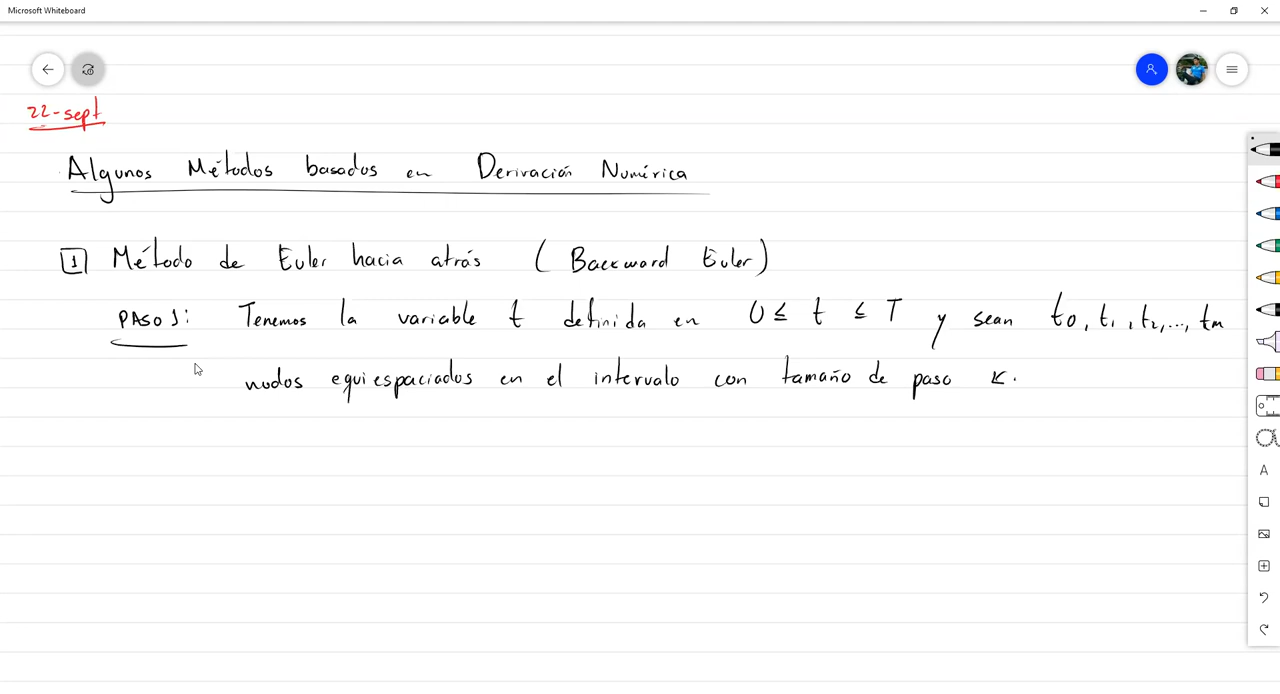 Microsoft Whiteboard
22-sept
Algunos Métodos basados en Derivación Numérica
1 Método de Euler hacia atrás (Backward Euler)
PASO 1: Tenemos la variable t definida en 0 ≤ t ≤ T y sean t0, t1, t2, ..., tm
nodos equiespaciados en el intervalo con tamaño de paso k.
A